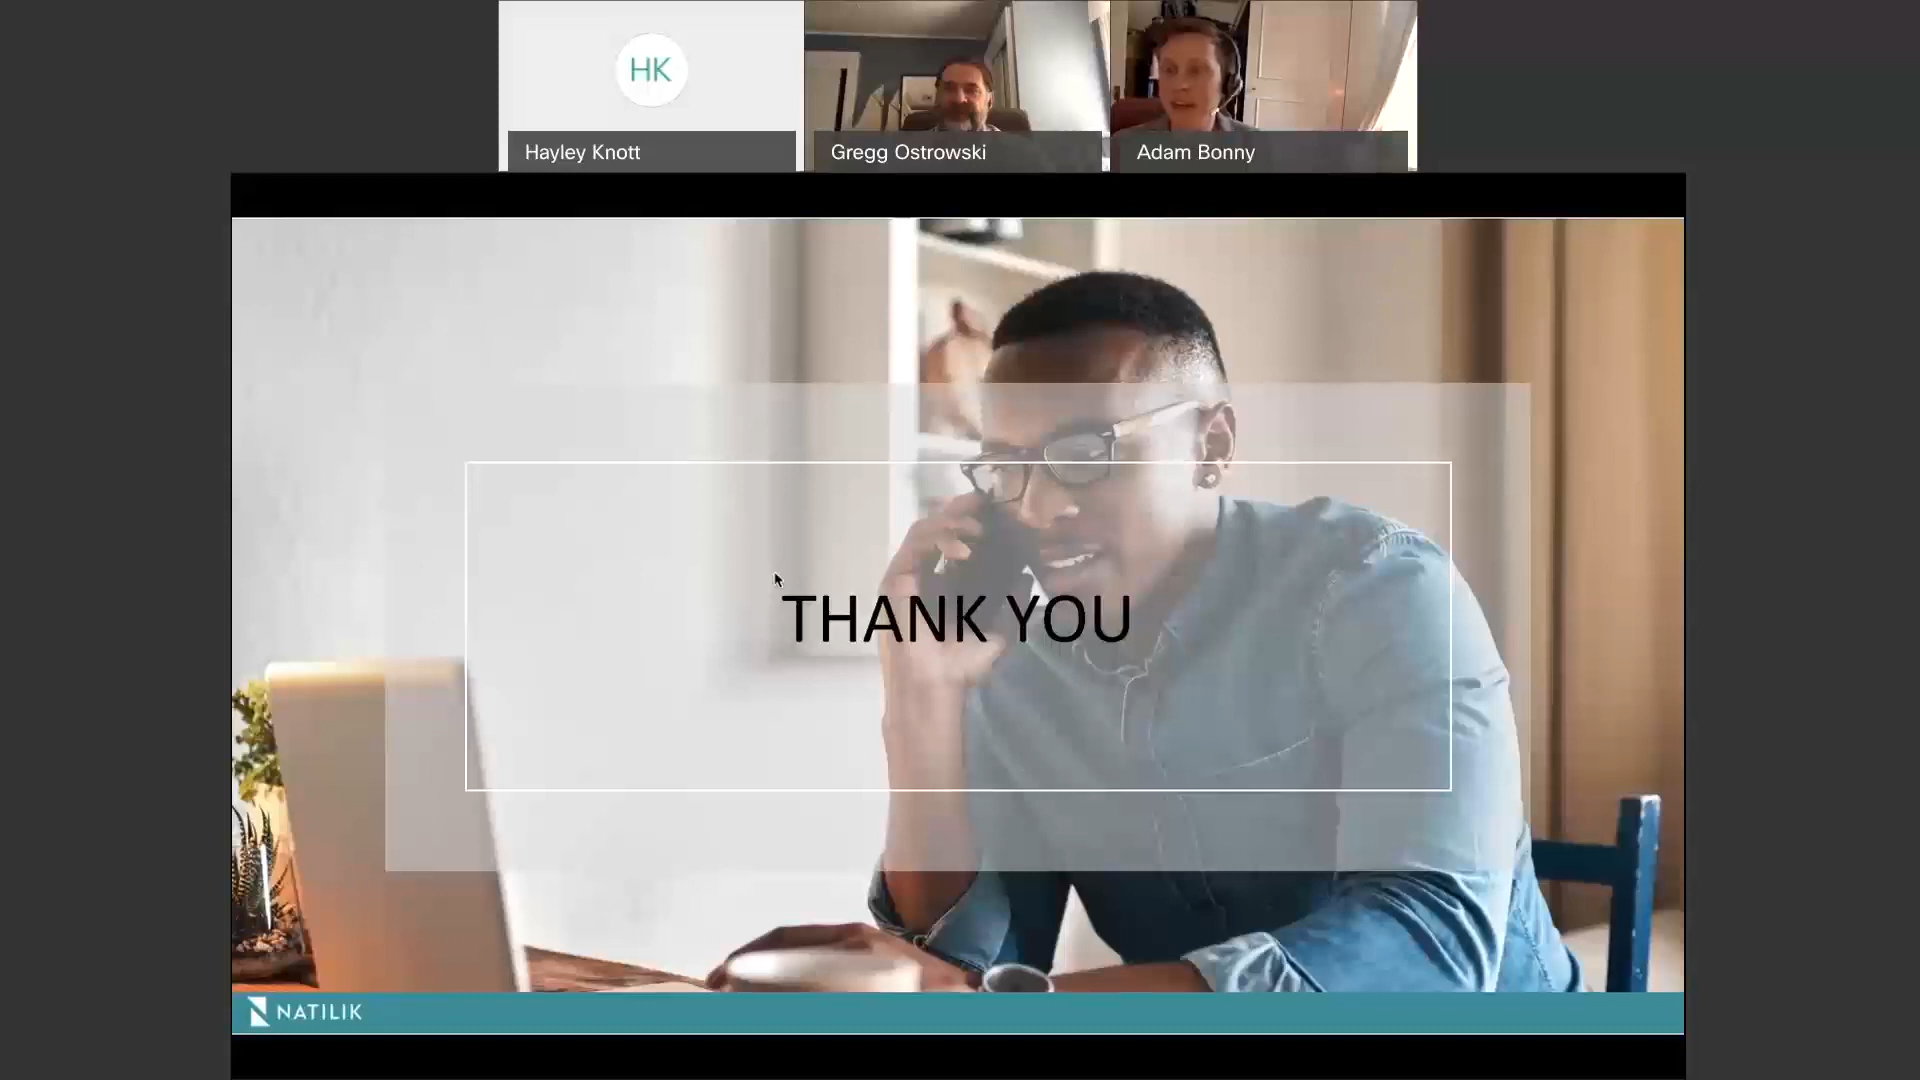 HK
Hayley Knott
Gregg Ostrowski
Adam Bonny
THANK YOU
NATILIK